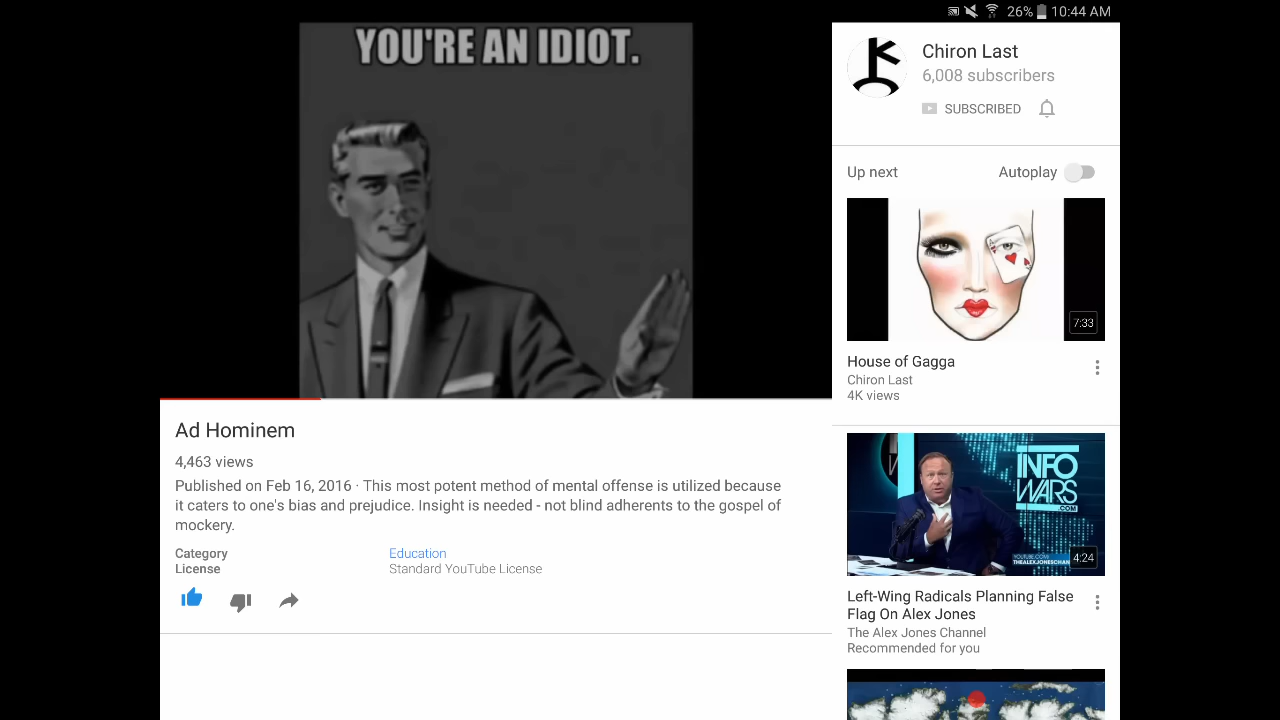 26% 10:44 AM
YOU'RE AN IDIOT.
Ad Hominem
4,463 views
Published on Feb 16, 2016 · This most potent method of mental offense is utilized because
it caters to one's bias and prejudice. Insight is needed - not blind adherents to the gospel of
mockery.
Category Education
License Standard YouTube License
Chiron Last
6,008 subscribers
SUBSCRIBED
Up next Autoplay
7:33
House of Gagga
Chiron Last
4K views
INFO
WARS
.COM
YOUTUBE.COM/
THEALEXJONESCHAN
4:24
Left-Wing Radicals Planning False
Flag On Alex Jones
The Alex Jones Channel
Recommended for you